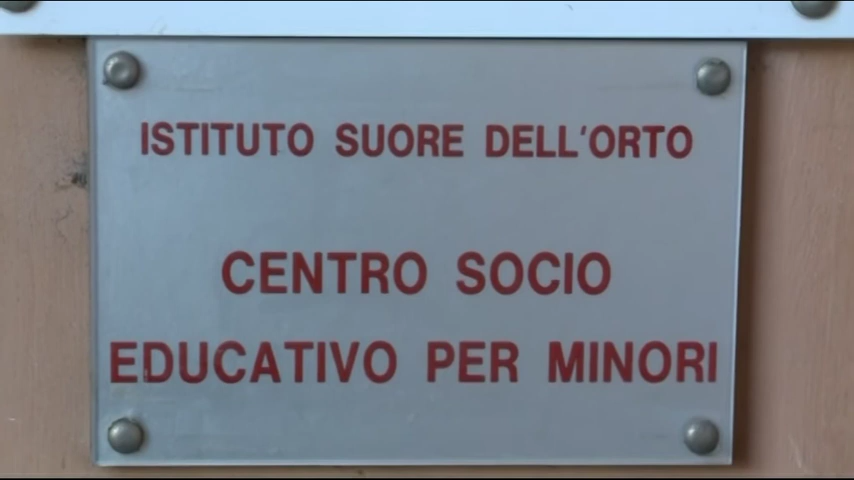 ISTITUTO SUORE DELL'ORTO
CENTRO SOCIO
EDUCATIVO PER MINORI